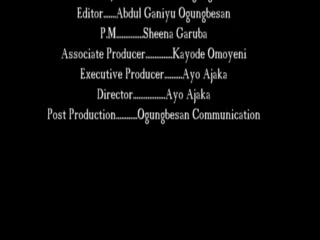 Editor......Abdul Ganiyu Ogungbesan
P.M.............Sheena Garuba
Associate Producer.............Kayode Omoyeni
Executive Producer.........Ayo Ajaka
Director................Ayo Ajaka
Post Production..........Ogungbesan Communication